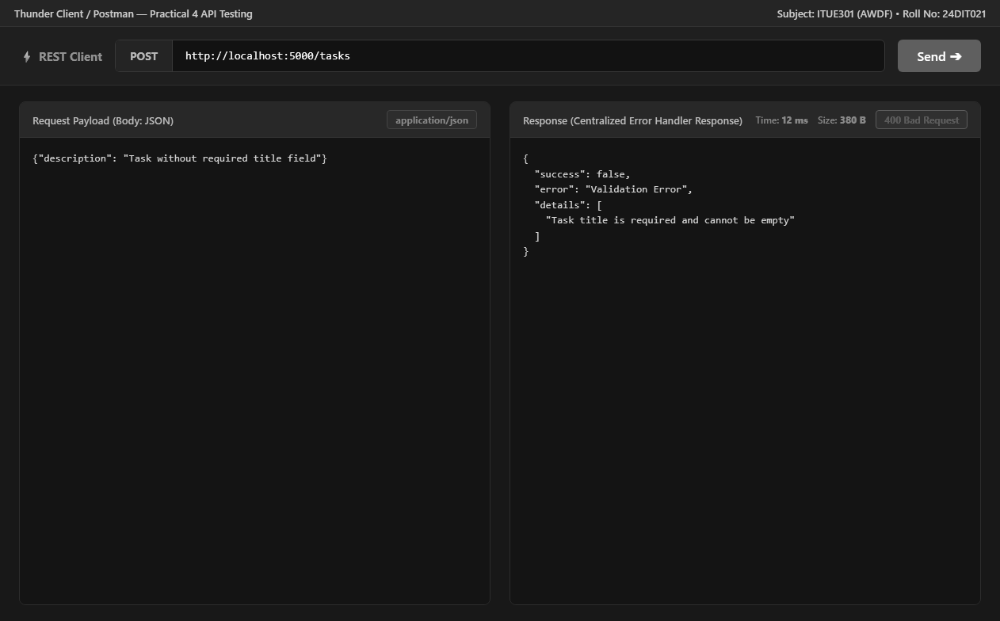 Thunder Client / Postman — Practical 4 API Testing
Subject: ITUE301 (AWDF) • Roll No: 24DIT021
REST Client
POST
http://localhost:5000/tasks
Send ➔
Request Payload (Body: JSON)
application/json
{"description": "Task without required title field"}
Response (Centralized Error Handler Response)
Time: 12 ms
Size: 380 B
400 Bad Request
{
  "success": false,
  "error": "Validation Error",
  "details": [
    "Task title is required and cannot be empty"
  ]
}